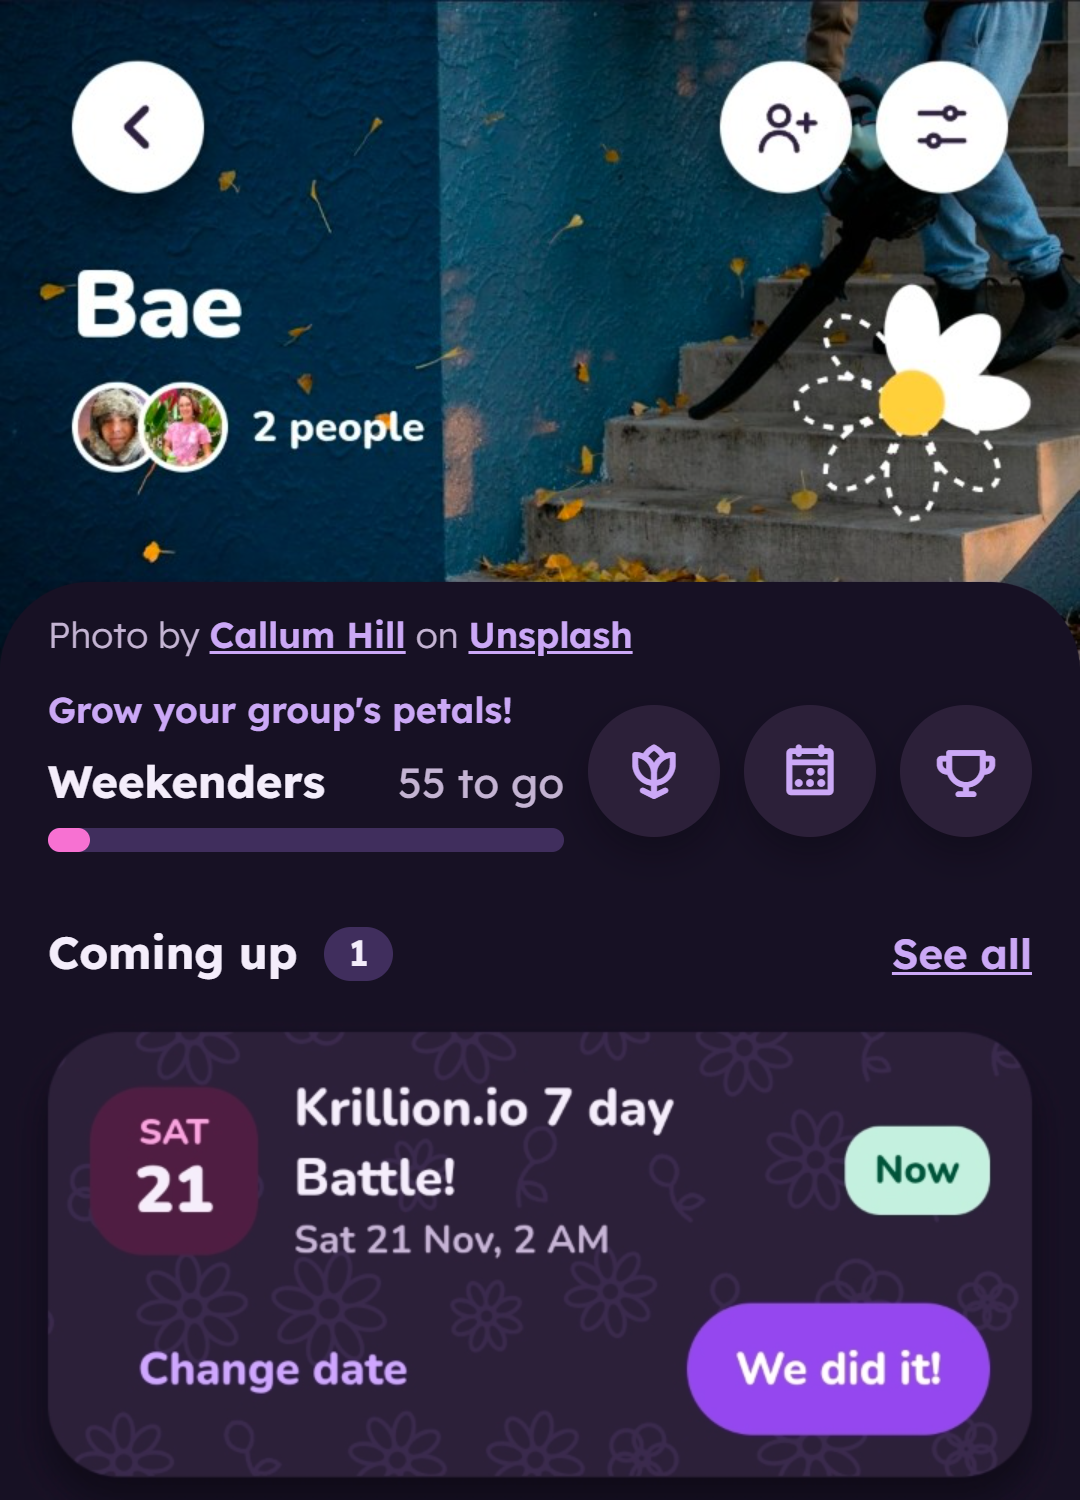 Bae
2 people
Photo by Callum Hill on Unsplash
Grow your group's petals!
Weekenders 55 to go
Coming up 1 See all
SAT
21
Krillion.io 7 day
Battle!
Sat 21 Nov, 2 AM
Now
Change date We did it!